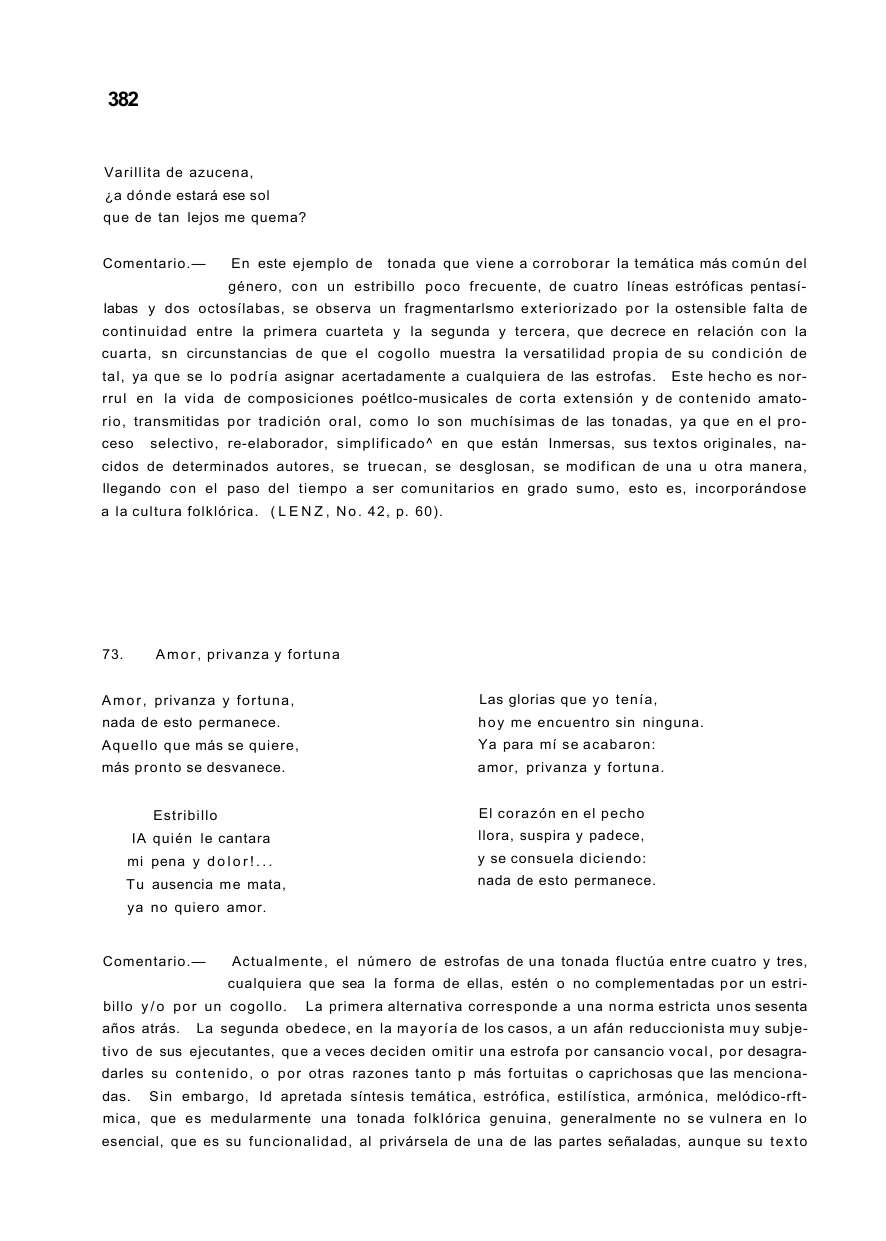 382
Varillita de azucena,
¿a dónde estará ese sol
que de tan lejos me quema?
Comentario.— En este ejemplo de tonada que viene a corroborar la temática más común del
género, con un estribillo poco frecuente, de cuatro líneas estróficas pentasí-
labas y dos octosílabas, se observa un fragmentarlsmo exteriorizado por la ostensible falta de
continuidad entre la primera cuarteta y la segunda y tercera, que decrece en relación con la
cuarta, sn circunstancias de que el cogollo muestra la versatilidad propia de su condición de
tal, ya que se lo podría asignar acertadamente a cualquiera de las estrofas. Este hecho es nor-
rrul en la vida de composiciones poétlco-musicales de corta extensión y de contenido amato-
rio, transmitidas por tradición oral, como lo son muchísimas de las tonadas, ya que en el pro-
ceso selectivo, re-elaborador, simplificado^ en que están Inmersas, sus textos originales, na-
cidos de determinados autores, se truecan, se desglosan, se modifican de una u otra manera,
llegando con el paso del tiempo a ser comunitarios en grado sumo, esto es, incorporándose
a la cultura folklórica. (LENZ, No. 42, p. 60).
73. Amor, privanza y fortuna
Amor, privanza y fortuna,
nada de esto permanece.
Aquello que más se quiere,
más pronto se desvanece.
Estribillo
lA quién le cantara
mi pena y dolor!...
Tu ausencia me mata,
ya no quiero amor.
Las glorias que yo tenía,
hoy me encuentro sin ninguna.
Ya para mí se acabaron:
amor, privanza y fortuna.
El corazón en el pecho
llora, suspira y padece,
y se consuela diciendo:
nada de esto permanece.
Comentario.— Actualmente, el número de estrofas de una tonada fluctúa entre cuatro y tres,
cualquiera que sea la forma de ellas, estén o no complementadas por un estri-
billo y/o por un cogollo. La primera alternativa corresponde a una norma estricta unos sesenta
años atrás. La segunda obedece, en la mayoría de los casos, a un afán reduccionista muy subje-
tivo de sus ejecutantes, que a veces deciden omitir una estrofa por cansancio vocal, por desagra-
darles su contenido, o por otras razones tanto p más fortuitas o caprichosas que las menciona-
das. Sin embargo, ld apretada síntesis temática, estrófica, estilística, armónica, melódico-rft-
mica, que es medularmente una tonada folklórica genuina, generalmente no se vulnera en lo
esencial, que es su funcionalidad, al privársela de una de las partes señaladas, aunque su texto